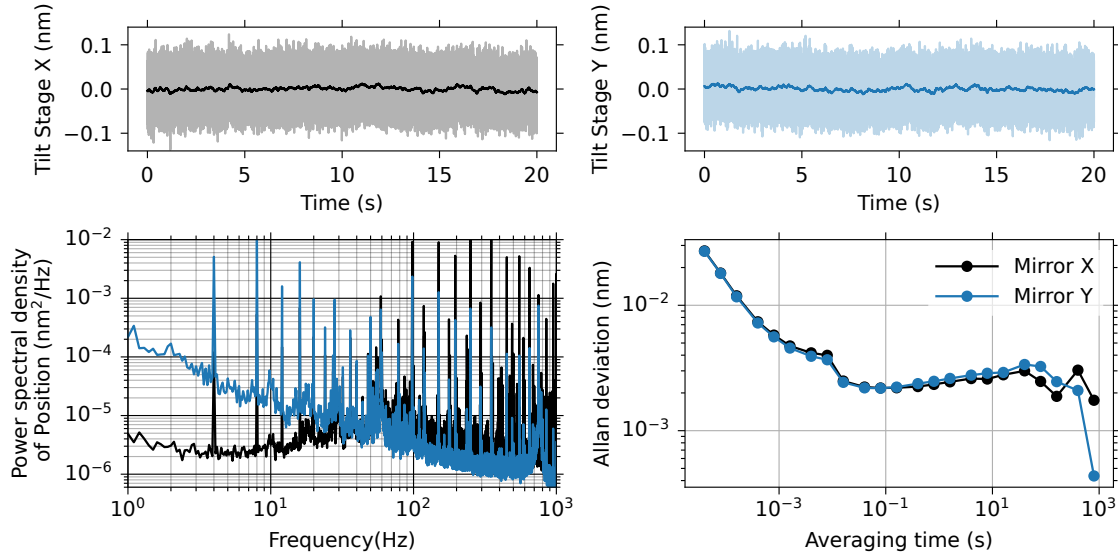 Tilt Stage X (nm)
0.1
0.0
−0.1
0 5 10 15 20
Time (s)
Tilt Stage Y (nm)
0.1
0.0
−0.1
0 5 10 15 20
Time (s)
Power spectral density
of Position (nm²/Hz)
10⁻²
10⁻³
10⁻⁴
10⁻⁵
10⁻⁶
10⁰ 10¹ 10² 10³
Frequency(Hz)
Allan deviation (nm)
10⁻²
10⁻³
Mirror X
Mirror Y
10⁻³ 10⁻¹ 10¹ 10³
Averaging time (s)